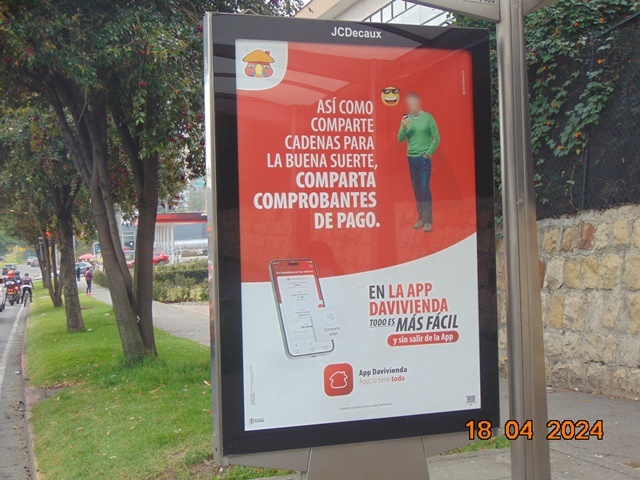 JCDecaux
ASÍ COMO
COMPARTE
CADENAS PARA
LA BUENA SUERTE,
COMPARTA
COMPROBANTES
DE PAGO.
EN LA APP
DAVIVIENDA
TODO ES MÁS FÁCIL
y sin salir de la App
App Davivienda
Aquí, lo tiene todo
18 04 2024